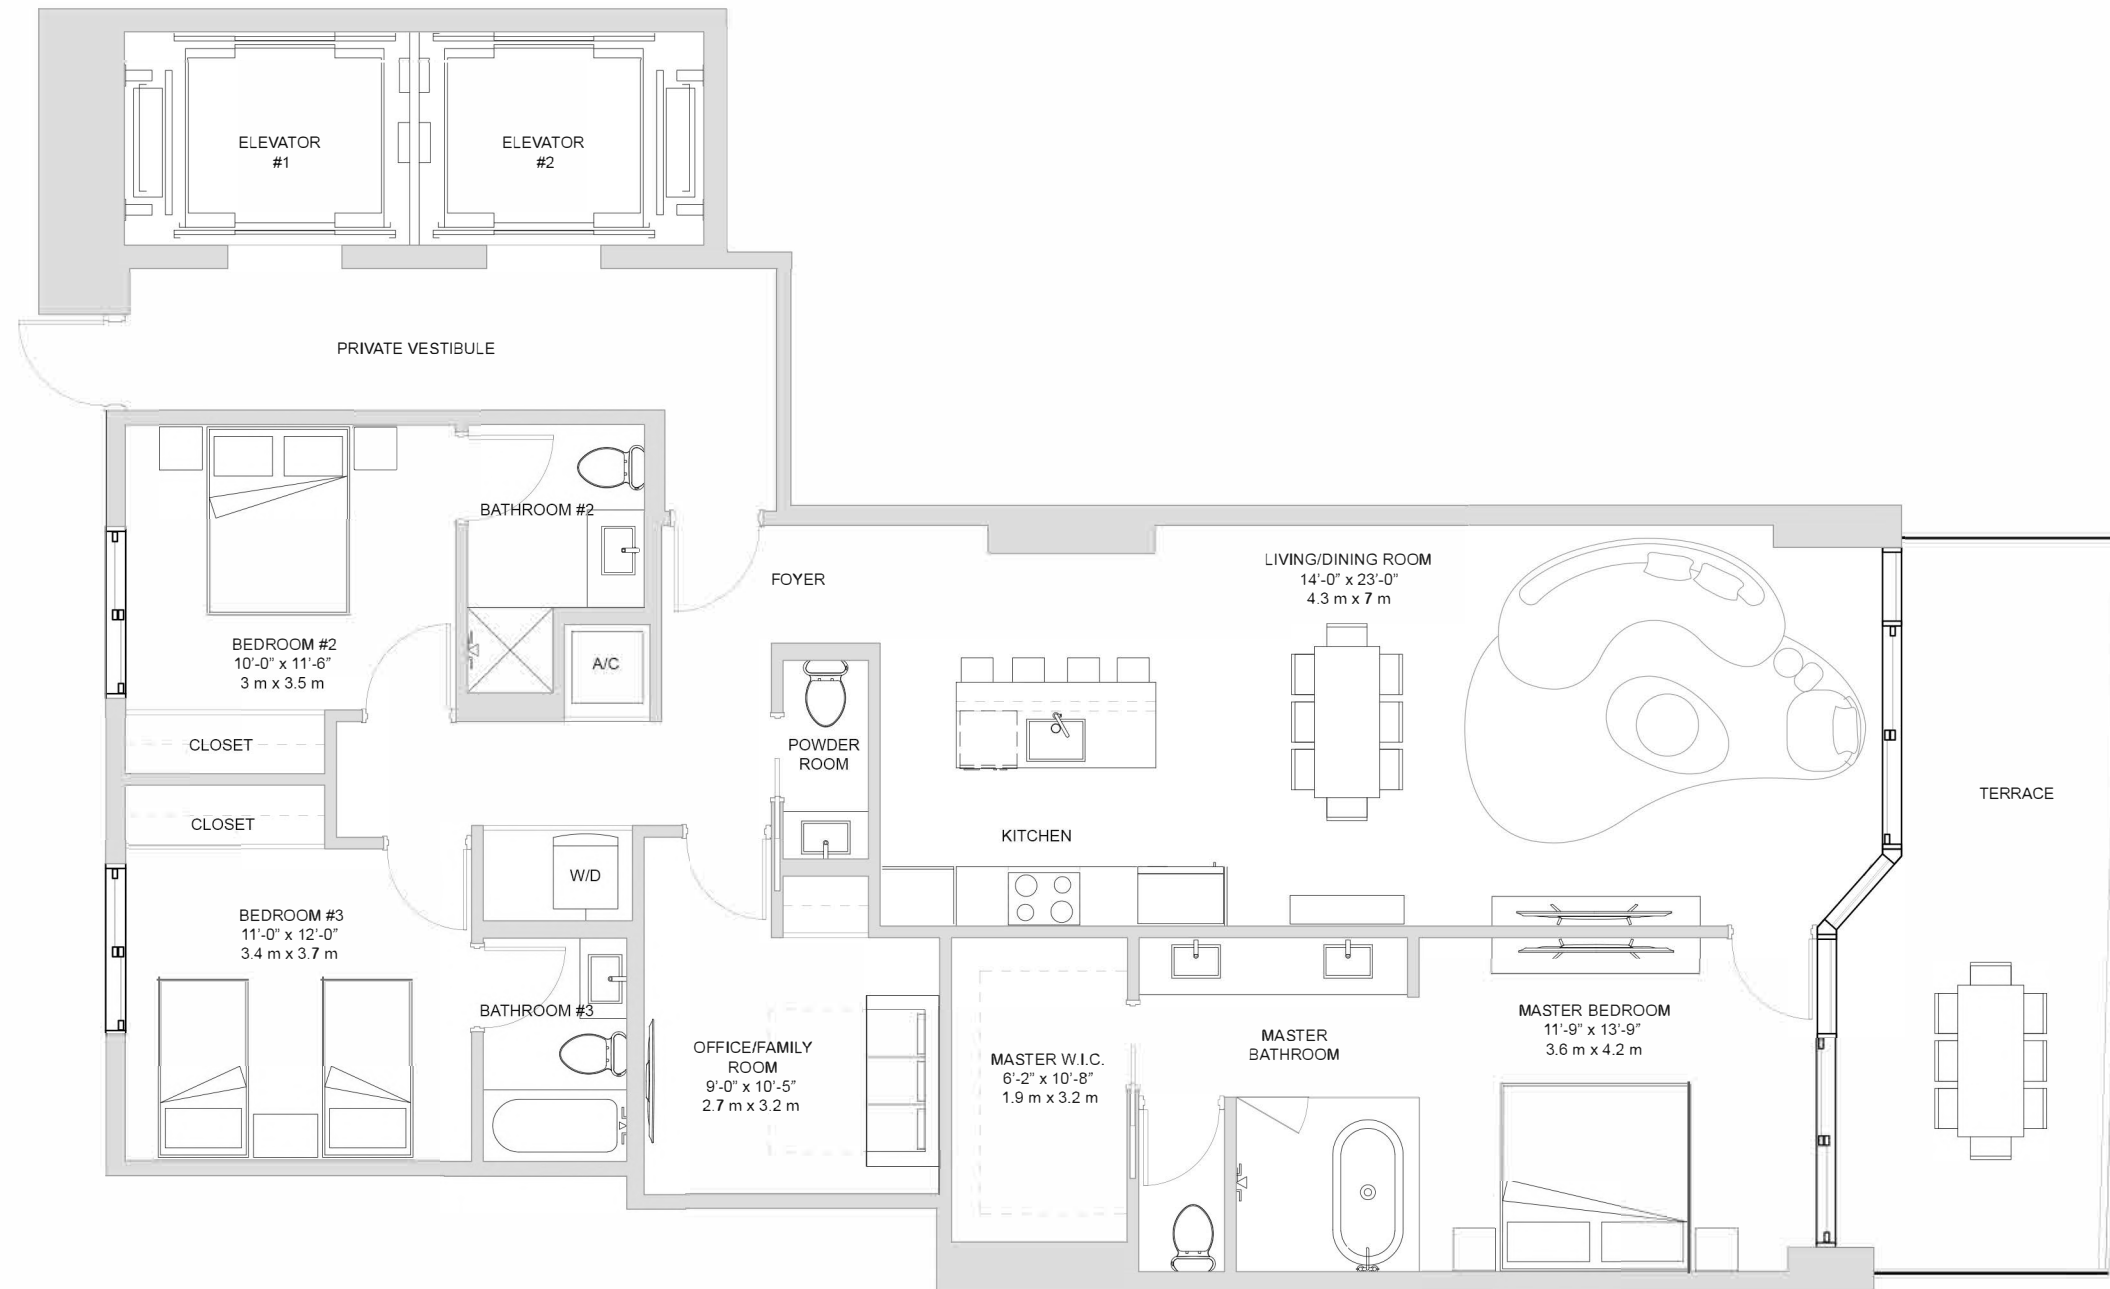 ELEVATOR
#1
ELEVATOR
#2
PRIVATE VESTIBULE
BATHROOM #2
FOYER
LIVING/DINING ROOM
14'-0" x 23'-0"
4.3 m x 7 m
BEDROOM #2
10'-0" x 11'-6"
3 m x 3.5 m
A/C
CLOSET
POWDER
ROOM
TERRACE
CLOSET
KITCHEN
W/D
BEDROOM #3
11'-0" x 12'-0"
3.4 m x 3.7 m
BATHROOM #3
OFFICE/FAMILY
ROOM
9'-0" x 10'-5"
2.7 m x 3.2 m
MASTER W.I.C.
6'-2" x 10'-8"
1.9 m x 3.2 m
MASTER
BATHROOM
MASTER BEDROOM
11'-9" x 13'-9"
3.6 m x 4.2 m